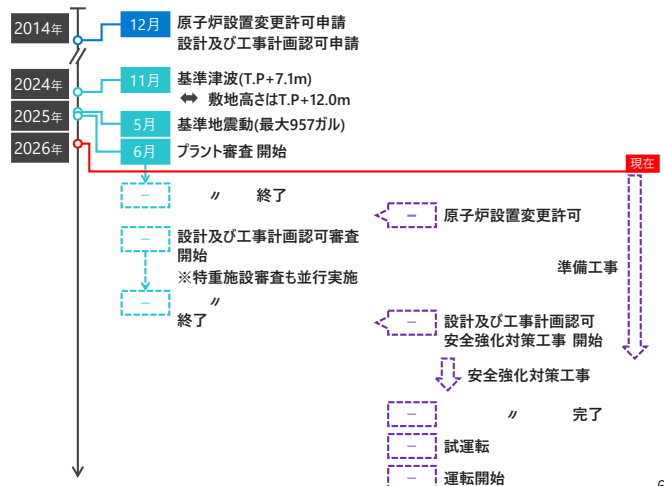 2014年
12月
原子炉設置変更許可申請
設計及び工事計画認可申請
2024年
11月
基準津波(T.P+7.1m)
⇔ 敷地高さはT.P+12.0m
2025年
5月
基準地震動(最大957ガル)
6月
プラント審査 開始
2026年
現在
－
〃 終了
－
原子炉設置変更許可
－
設計及び工事計画認可審査
開始
※特重施設審査も並行実施
準備工事
－
〃
終了
－
設計及び工事計画認可
安全強化対策工事 開始
安全強化対策工事
－
〃 完了
－
試運転
－
運転開始